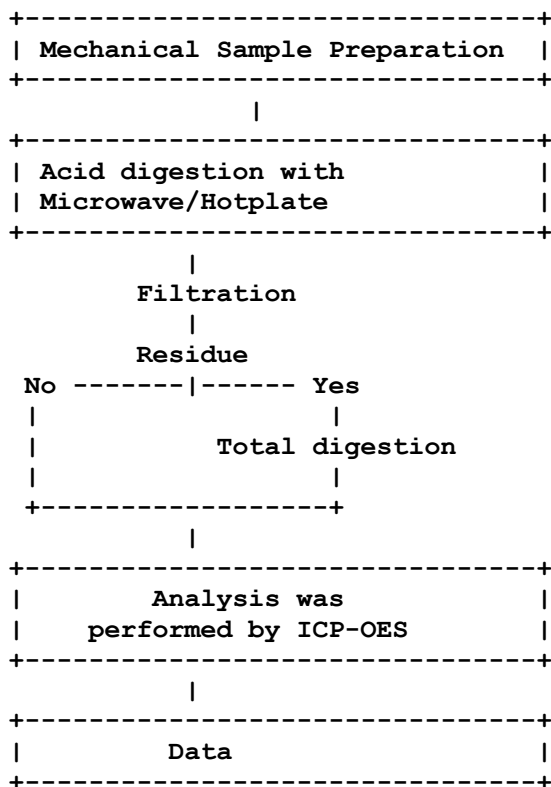 +--------------------------------+
| Mechanical Sample Preparation  |
+--------------------------------+
               |
+--------------------------------+
| Acid digestion with            |
| Microwave/Hotplate             |
+--------------------------------+
           |
        Filtration
           |
        Residue
 No -------|------ Yes
 |                  |
 |           Total digestion
 |                  |
 +------------------+
           |
+--------------------------------+
|        Analysis was            |
|    performed by ICP-OES        |
+--------------------------------+
           |
+--------------------------------+
|         Data                   |
+--------------------------------+